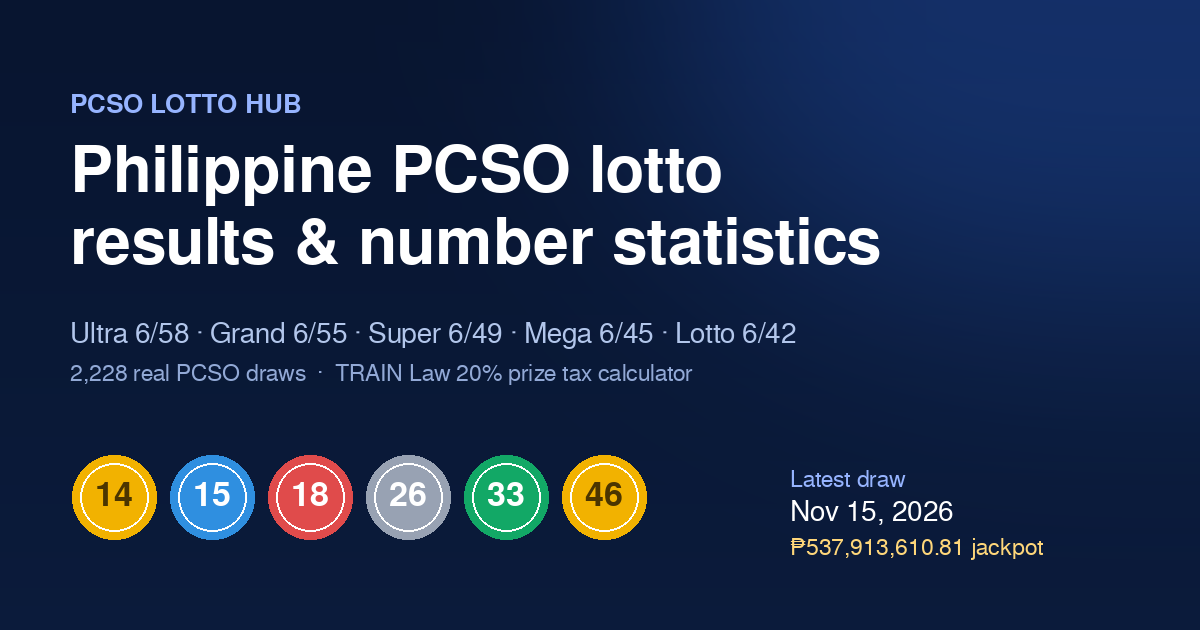 PCSO LOTTO HUB
Philippine PCSO lotto
results & number statistics
Ultra 6/58 · Grand 6/55 · Super 6/49 · Mega 6/45 · Lotto 6/42
2,228 real PCSO draws · TRAIN Law 20% prize tax calculator
14 15 18 26 33 46
Latest draw
Nov 15, 2026
₱537,913,610.81 jackpot